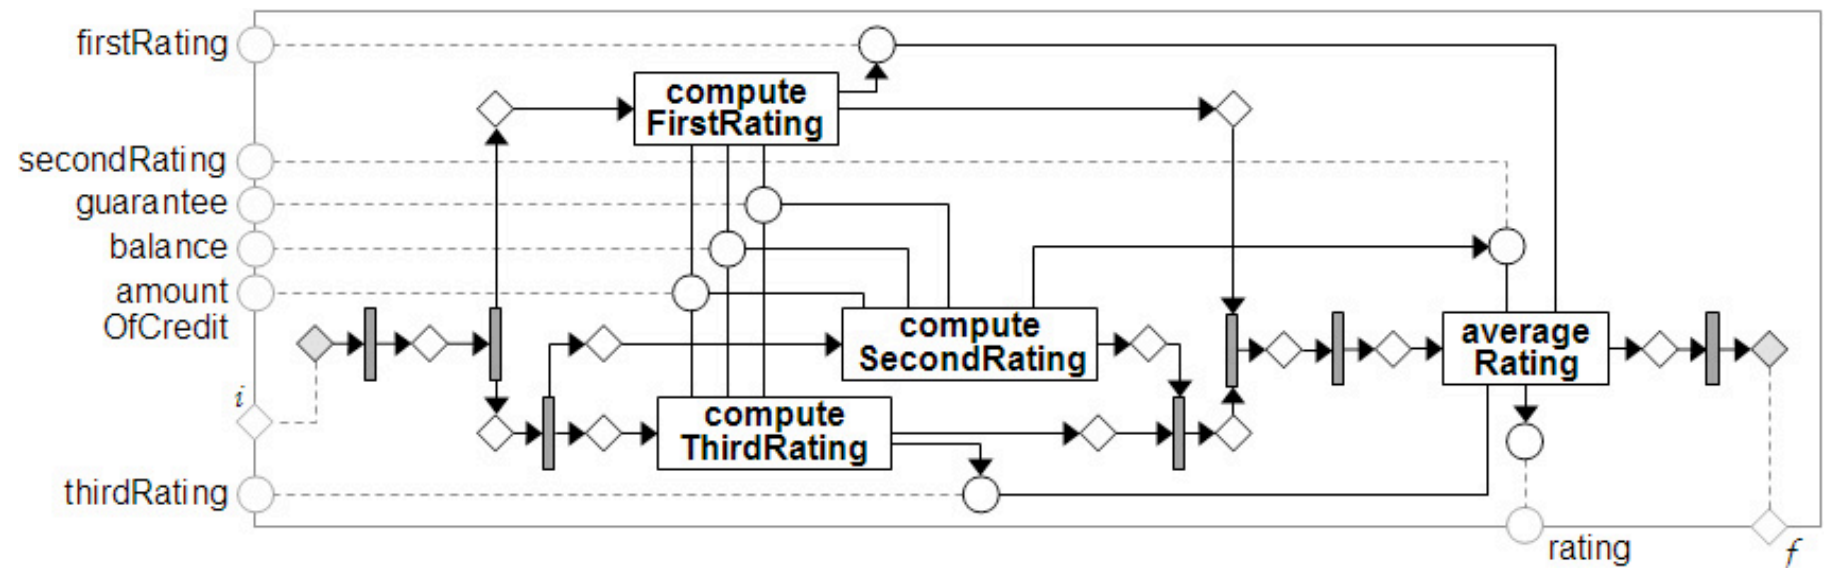 firstRating
compute
FirstRating
secondRating
guarantee
balance
amount
OfCredit
compute
SecondRating
average
Rating
i
compute
ThirdRating
thirdRating
rating
f